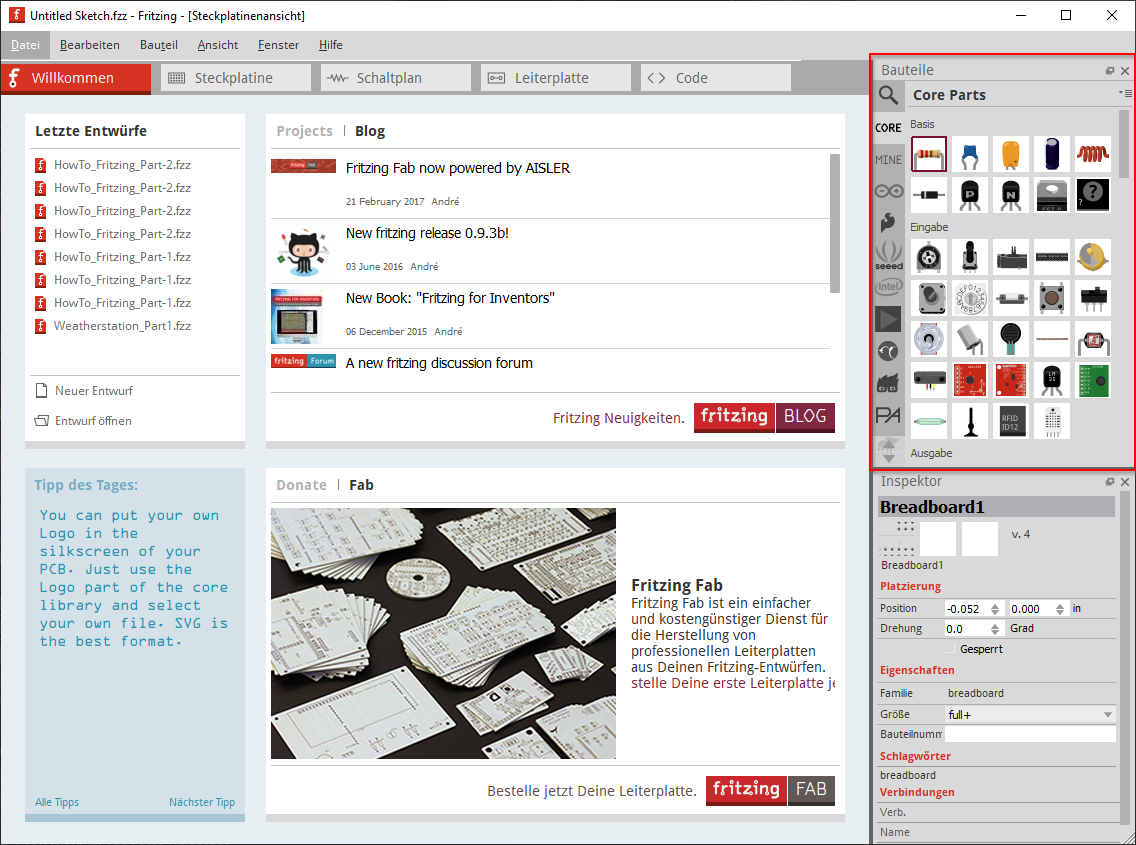 Untitled Sketch.fzz - Fritzing - [Steckplatinenansicht]
Datei Bearbeiten Bauteil Ansicht Fenster Hilfe
Willkommen Steckplatine Schaltplan Leiterplatte Code
Letzte Entwürfe
HowTo_Fritzing_Part-2.fzz
HowTo_Fritzing_Part-2.fzz
HowTo_Fritzing_Part-2.fzz
HowTo_Fritzing_Part-2.fzz
HowTo_Fritzing_Part-1.fzz
HowTo_Fritzing_Part-1.fzz
HowTo_Fritzing_Part-1.fzz
Weatherstation_Part1.fzz
Neuer Entwurf
Entwurf öffnen
Projects | Blog
Fritzing Fab now powered by AISLER
21 February 2017 André
New fritzing release 0.9.3b!
03 June 2016 André
FRITZING FOR INVENTORS
New Book: "Fritzing for Inventors"
06 December 2015 André
fritzing Forum
A new fritzing discussion forum
Fritzing Neuigkeiten. fritzing BLOG
Tipp des Tages:
You can put your own
Logo in the
silkscreen of your
PCB. Just use the
Logo part of the core
library and select
your own file. SVG is
the best format.
Alle Tipps Nächster Tipp
Donate | Fab
Fritzing Fab
Fritzing Fab ist ein einfacher
und kostengünstiger Dienst für
die Herstellung von
professionellen Leiterplatten
aus Deinen Fritzing-Entwürfen.
stelle Deine erste Leiterplatte je
Bestelle jetzt Deine Leiterplatte. fritzing FAB
Bauteile
Core Parts
CORE
MINE
seeed
intel
PA
Basis
P
N
?
?
Eingabe
LM
35
RFID
ID12
Ausgabe
Inspektor
Breadboard1
v. 4
Breadboard1
Platzierung
Position -0.052 0.000 in
Drehung 0.0 Grad
Gesperrt
Eigenschaften
Familie breadboard
Größe full+
Bauteilnumm
Schlagwörter
breadboard
Verbindungen
Verb.
Name